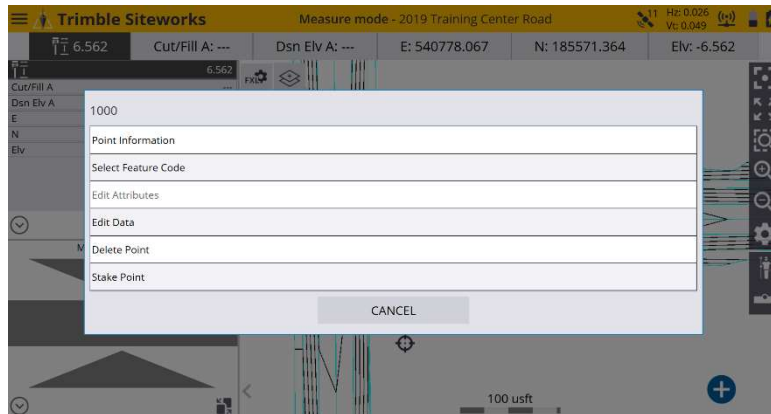 Trimble Siteworks
Measure mode - 2019 Training Center Road
11
Hz: 0.026
Vt: 0.049
6.562
Cut/Fill A: ---
Dsn Elv A: ---
E: 540778.067
N: 185571.364
Elv: -6.562
6.562
Cut/Fill A
---
Dsn Elv A
E
N
Elv
FXL
1000
Point Information
Select Feature Code
Edit Attributes
Edit Data
Delete Point
Stake Point
CANCEL
M
100 usft